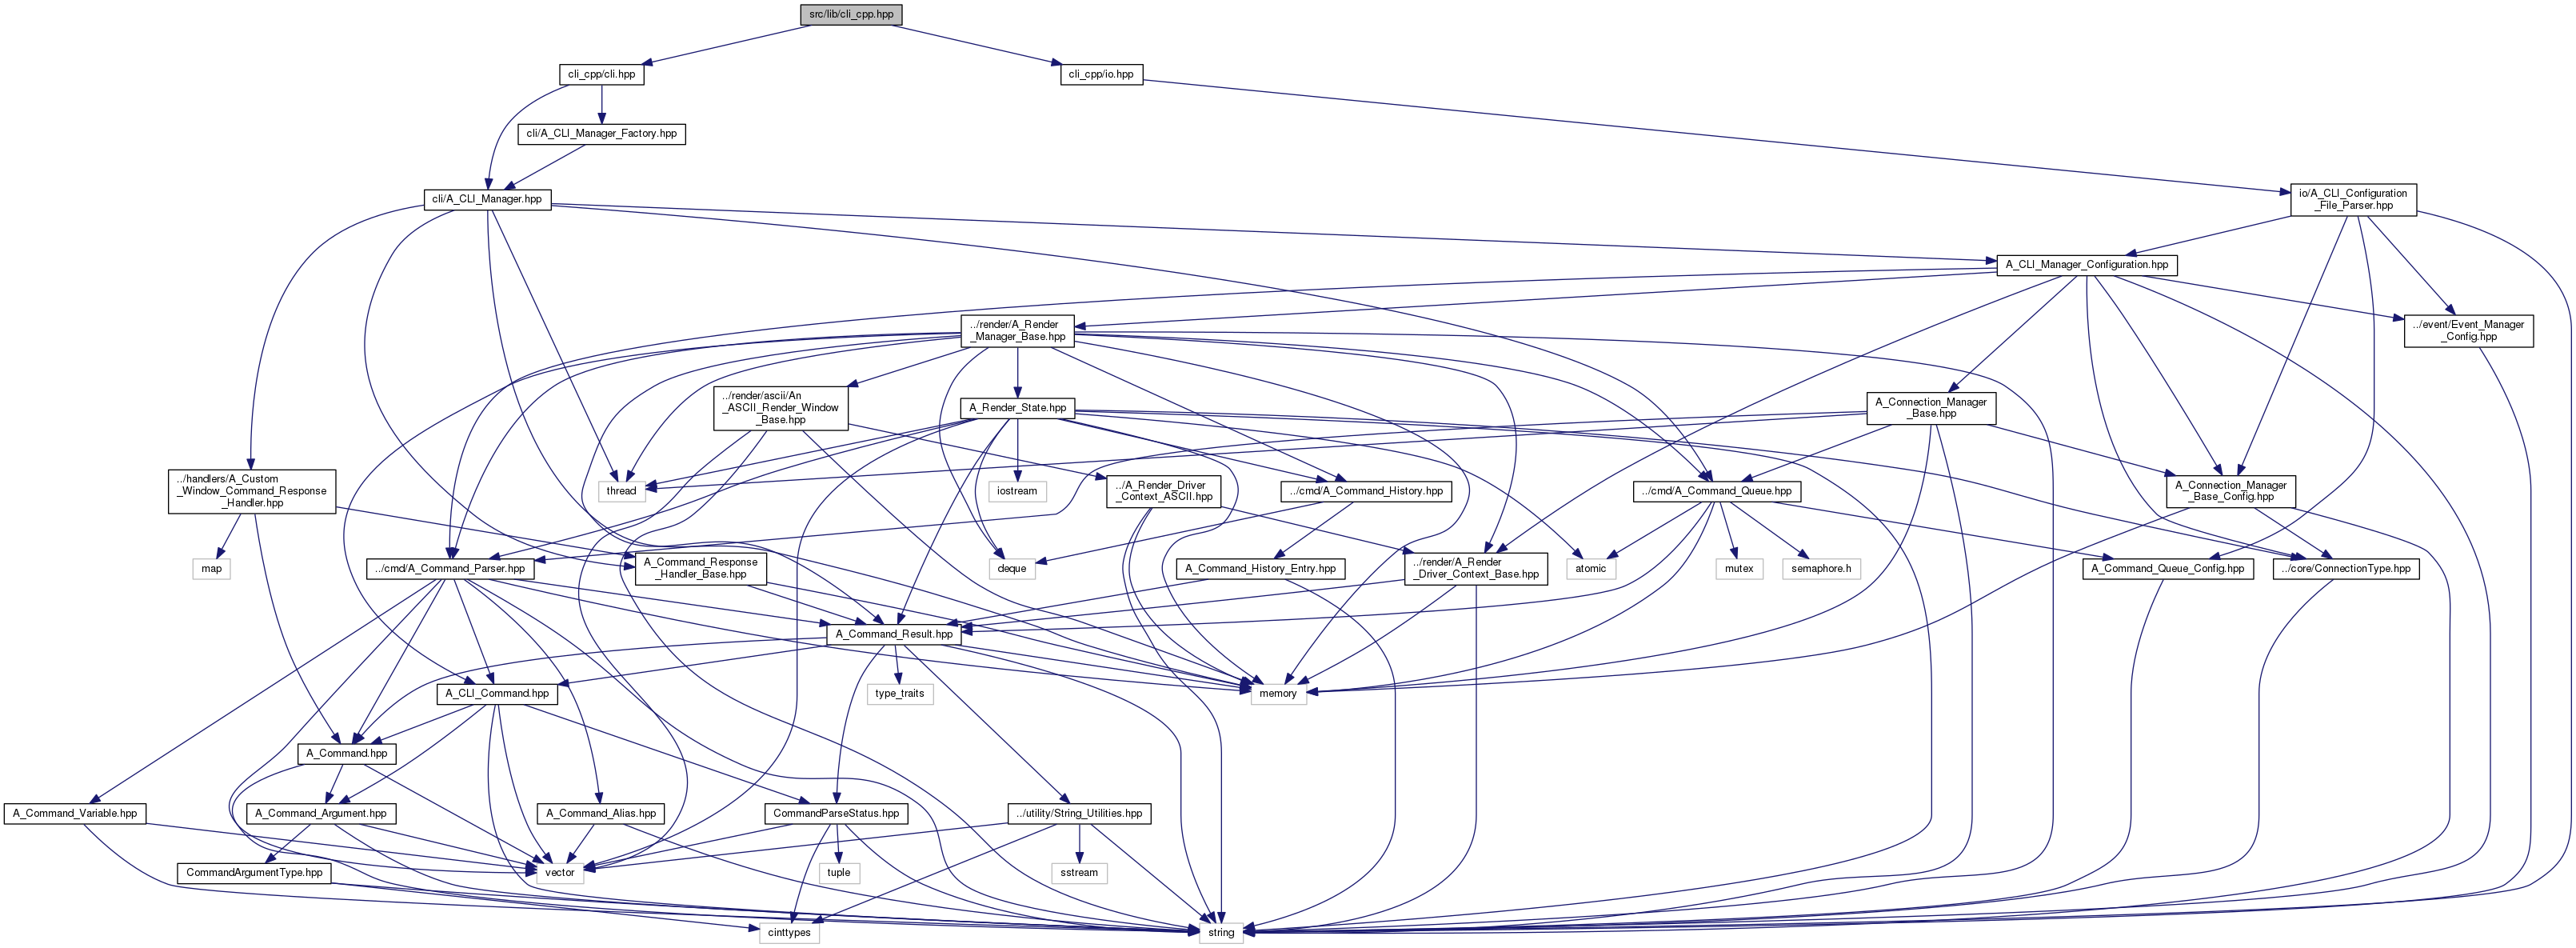 src/lib/cli_cpp.hpp
cli_cpp/cli.hpp
cli_cpp/io.hpp
cli/A_CLI_Manager_Factory.hpp
cli/A_CLI_Manager.hpp
io/A_CLI_Configuration
_File_Parser.hpp
A_CLI_Manager_Configuration.hpp
../render/A_Render
_Manager_Base.hpp
../event/Event_Manager
_Config.hpp
../render/ascii/An
_ASCII_Render_Window
_Base.hpp
A_Render_State.hpp
A_Connection_Manager
_Base.hpp
../handlers/A_Custom
_Window_Command_Response
_Handler.hpp
thread
iostream
../A_Render_Driver
_Context_ASCII.hpp
../cmd/A_Command_History.hpp
../cmd/A_Command_Queue.hpp
A_Connection_Manager
_Base_Config.hpp
map
../cmd/A_Command_Parser.hpp
A_Command_Response
_Handler_Base.hpp
deque
A_Command_History_Entry.hpp
../render/A_Render
_Driver_Context_Base.hpp
atomic
mutex
semaphore.h
A_Command_Queue_Config.hpp
../core/ConnectionType.hpp
A_Command_Result.hpp
A_CLI_Command.hpp
type_traits
memory
A_Command.hpp
A_Command_Variable.hpp
A_Command_Argument.hpp
A_Command_Alias.hpp
CommandParseStatus.hpp
../utility/String_Utilities.hpp
CommandArgumentType.hpp
vector
tuple
sstream
cinttypes
string